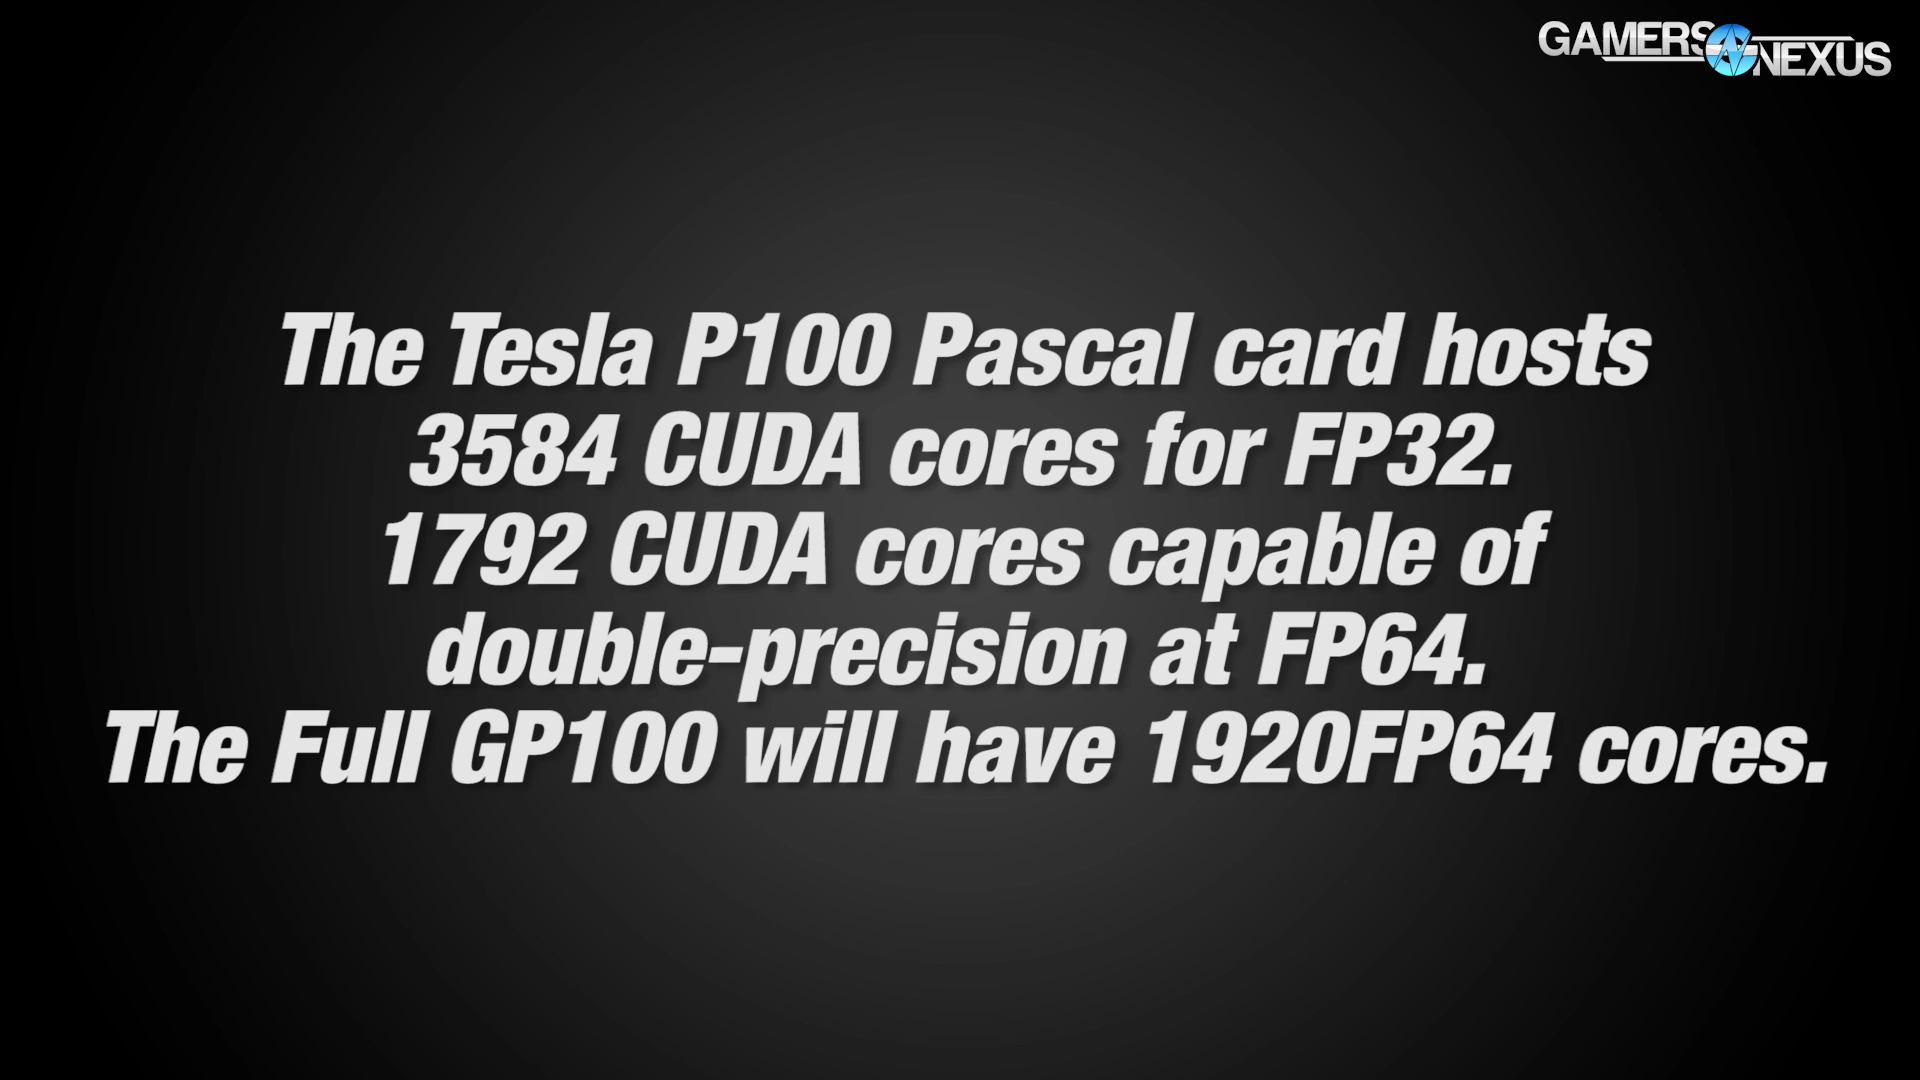 GAMERS NEXUS
The Tesla P100 Pascal card hosts
3584 CUDA cores for FP32.
1792 CUDA cores capable of
double-precision at FP64.
The Full GP100 will have 1920FP64 cores.